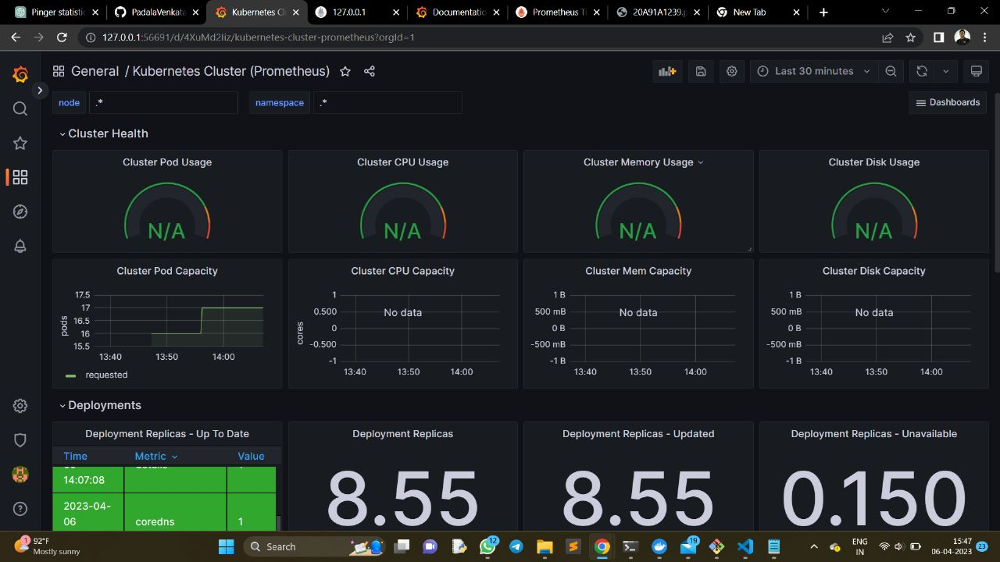 Pinger statistic
PadalaVenkata
Kubernetes Cl
127.0.0.1
Documentatio
Prometheus Ti
20A91A1239.p
New Tab
127.0.0.1:56691/d/4XuMd2Iiz/kubernetes-cluster-prometheus?orgId=1
General / Kubernetes Cluster (Prometheus)
Last 30 minutes
node .* namespace .*
Dashboards
Cluster Health
Cluster Pod Usage
Cluster CPU Usage
Cluster Memory Usage
Cluster Disk Usage
N/A
N/A
N/A
N/A
Cluster Pod Capacity
17.5
17
16.5
16
15.5
pods
13:40 13:50 14:00
requested
Cluster CPU Capacity
1
0.500
0
-0.500
-1
cores
No data
13:40 13:50 14:00
Cluster Mem Capacity
1 B
500 mB
0 B
-500 mB
-1 B
No data
13:40 13:50 14:00
Cluster Disk Capacity
1 B
500 mB
0 B
-500 mB
-1 B
No data
13:40 13:50 14:00
Deployments
Deployment Replicas - Up To Date
Time Metric Value
14:07:08
2023-04-
06 coredns 1
Deployment Replicas
8.55
Deployment Replicas - Updated
8.55
Deployment Replicas - Unavailable
0.150
1
92°F
Mostly sunny
Search
12
19
ENG
IN
15:47
06-04-2023
23